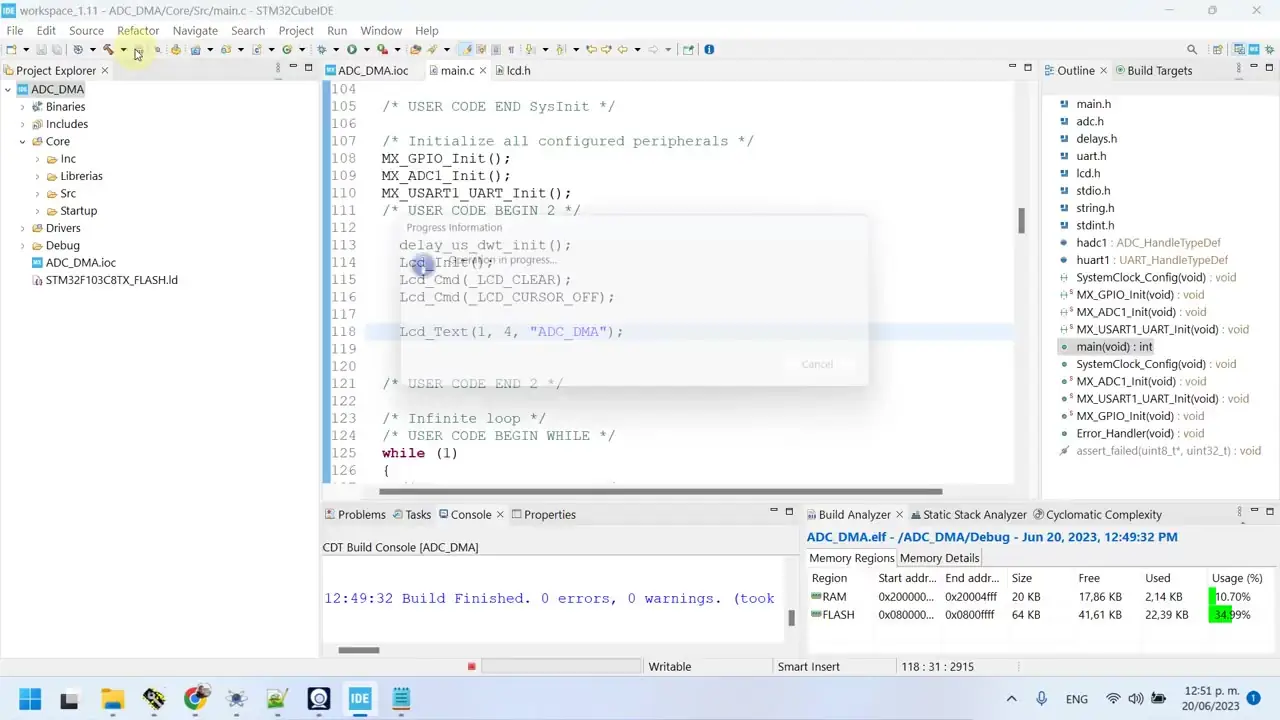 workspace_1.11 - ADC_DMA/Core/Src/main.c - STM32CubeIDE
File Edit Source Refactor Navigate Search Project Run Window Help
Project Explorer
ADC_DMA
Binaries
Includes
Core
Inc
Librerias
Src
Startup
Drivers
Debug
ADC_DMA.ioc
STM32F103C8TX_FLASH.ld
ADC_DMA.ioc main.c lcd.h
104
105 /* USER CODE END SysInit */
106
107 /* Initialize all configured peripherals */
108 MX_GPIO_Init();
109 MX_ADC1_Init();
110 MX_USART1_UART_Init();
111 /* USER CODE BEGIN 2 */
112
113 delay_us_dwt_init();
114 Lcd_Init();
115 Lcd_Cmd(_LCD_CLEAR);
116 Lcd_Cmd(_LCD_CURSOR_OFF);
117
118 Lcd_Text(1, 4, "ADC_DMA");
119
120
121 /* USER CODE END 2 */
122
123 /* Infinite loop */
124 /* USER CODE BEGIN WHILE */
125 while (1)
126 {
Progress Information
Operation in progress...
Cancel
Outline Build Targets
main.h
adc.h
delays.h
uart.h
lcd.h
stdio.h
string.h
stdint.h
hadc1 : ADC_HandleTypeDef
huart1 : UART_HandleTypeDef
SystemClock_Config(void) : void
MX_GPIO_Init(void) : void
MX_ADC1_Init(void) : void
MX_USART1_UART_Init(void) : void
main(void) : int
SystemClock_Config(void) : void
MX_ADC1_Init(void) : void
MX_USART1_UART_Init(void) : void
MX_GPIO_Init(void) : void
Error_Handler(void) : void
assert_failed(uint8_t*, uint32_t) : void
Problems Tasks Console Properties
CDT Build Console [ADC_DMA]
12:49:32 Build Finished. 0 errors, 0 warnings. (took
Build Analyzer Static Stack Analyzer Cyclomatic Complexity
ADC_DMA.elf - /ADC_DMA/Debug - Jun 20, 2023, 12:49:32 PM
Memory Regions Memory Details
Region Start addr... End addr... Size Free Used Usage (%)
RAM 0x200000... 0x20004fff 20 KB 17,86 KB 2,14 KB 10.70%
FLASH 0x080000... 0x0800ffff 64 KB 41,61 KB 22,39 KB 34.99%
Writable Smart Insert 118 : 31 : 2915
IDE
ENG
12:51 p. m.
20/06/2023
1